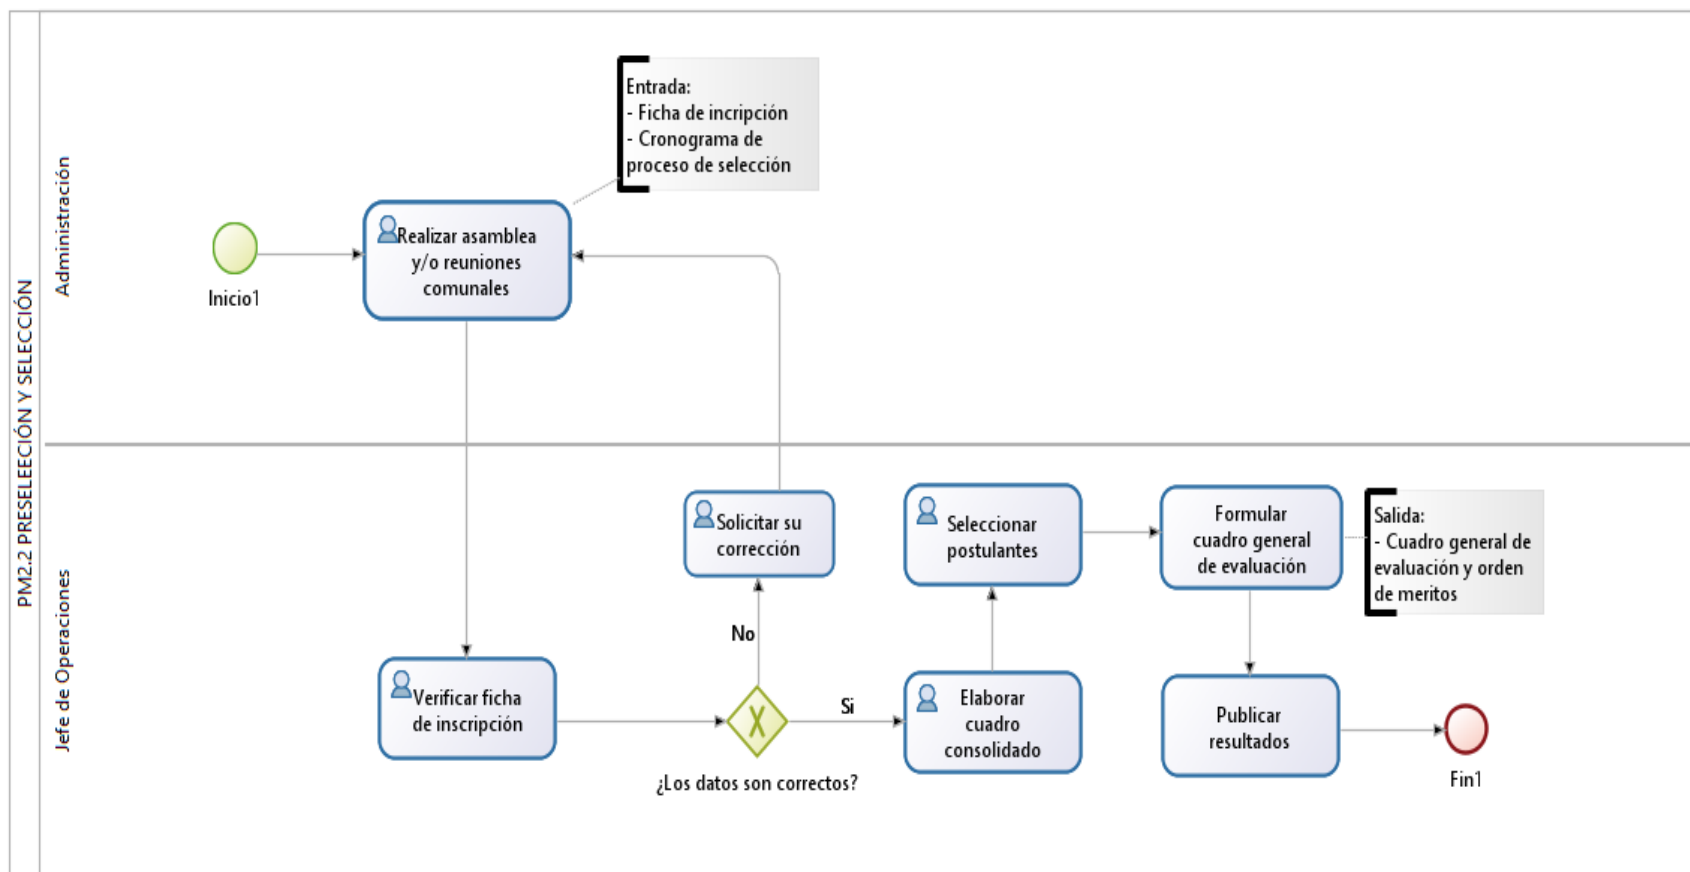 PM2.2 PRESELEECIÓN Y SELECCIÓN
Administración
Entrada:
- Ficha de incripción
- Cronograma de
proceso de selección
Realizar asamblea
y/o reuniones
comunales
Inicio1
Jefe de Operaciones
Solicitar su
corrección
Seleccionar
postulantes
Formular
cuadro general
de evaluación
Salida:
- Cuadro general de
evaluación y orden
de meritos
No
Verificar ficha
de inscripción
Si
Elaborar
cuadro
consolidado
Publicar
resultados
¿Los datos son correctos?
Fin1